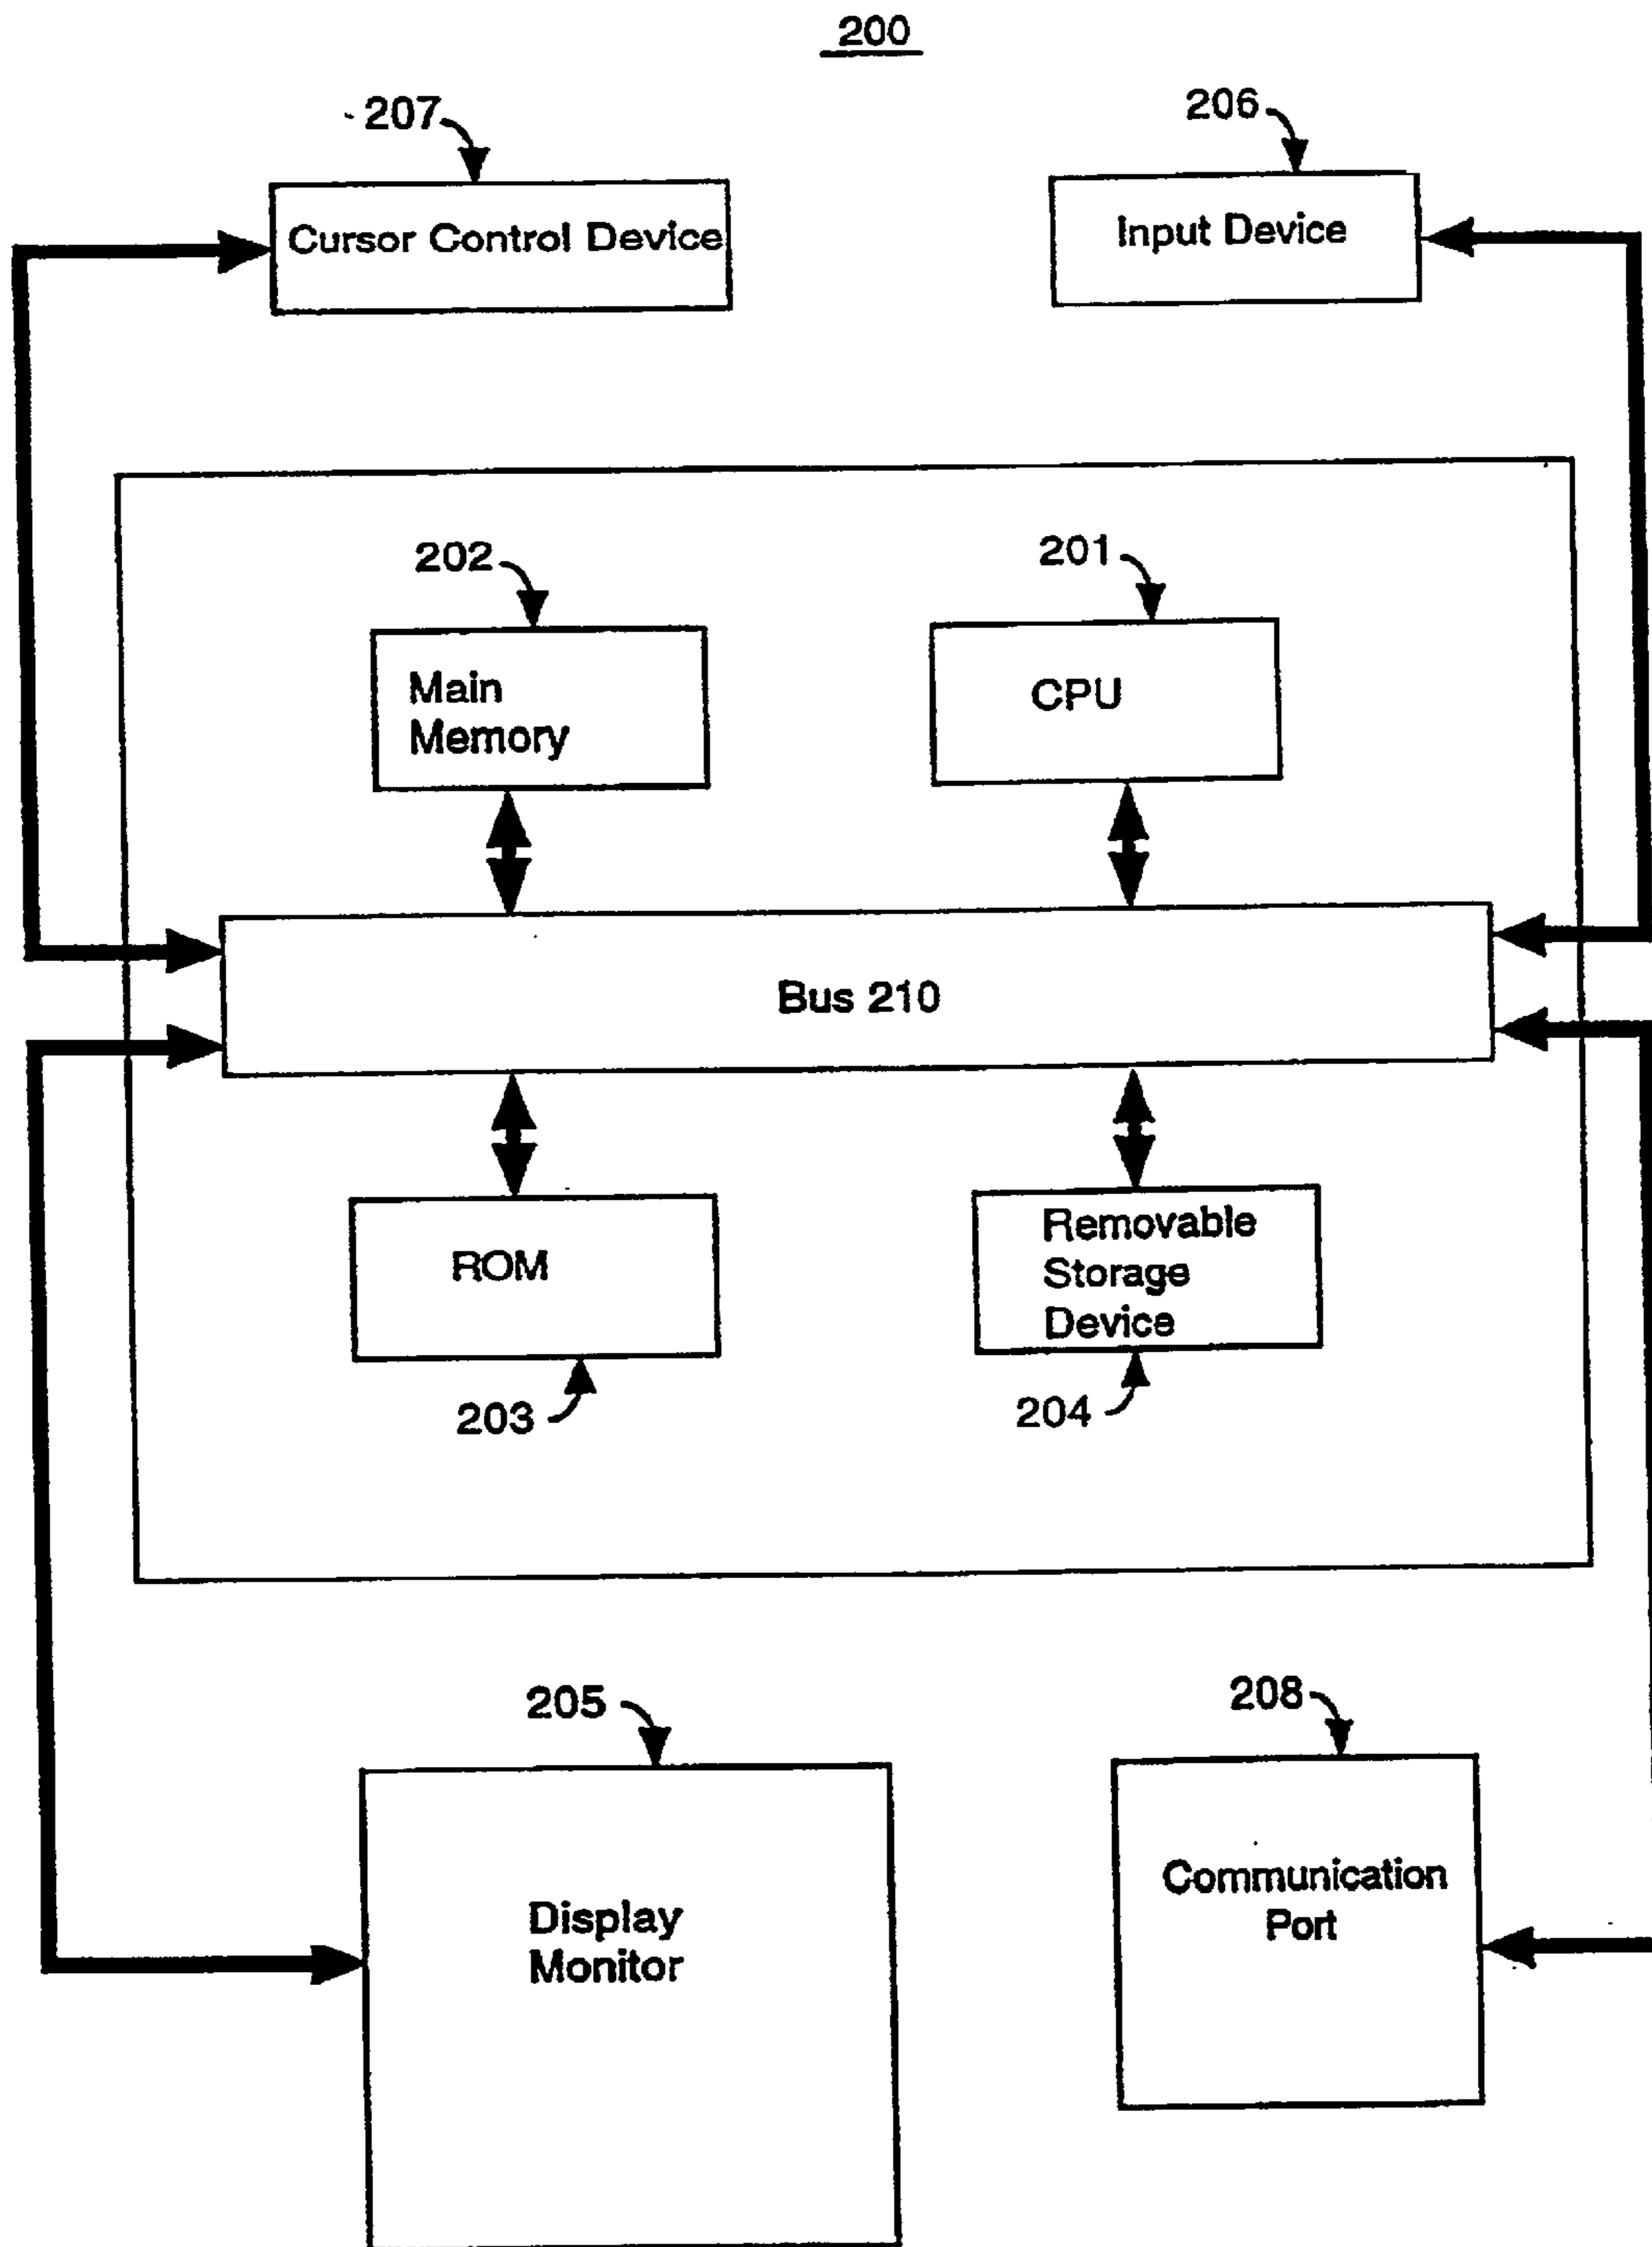 200
207
206
Cursor Control Device
Input Device
202
201
Main
Memory
CPU
Bus 210
ROM
Removable
Storage
Device
203
204
205
208
Display
Monitor
Communication
Port